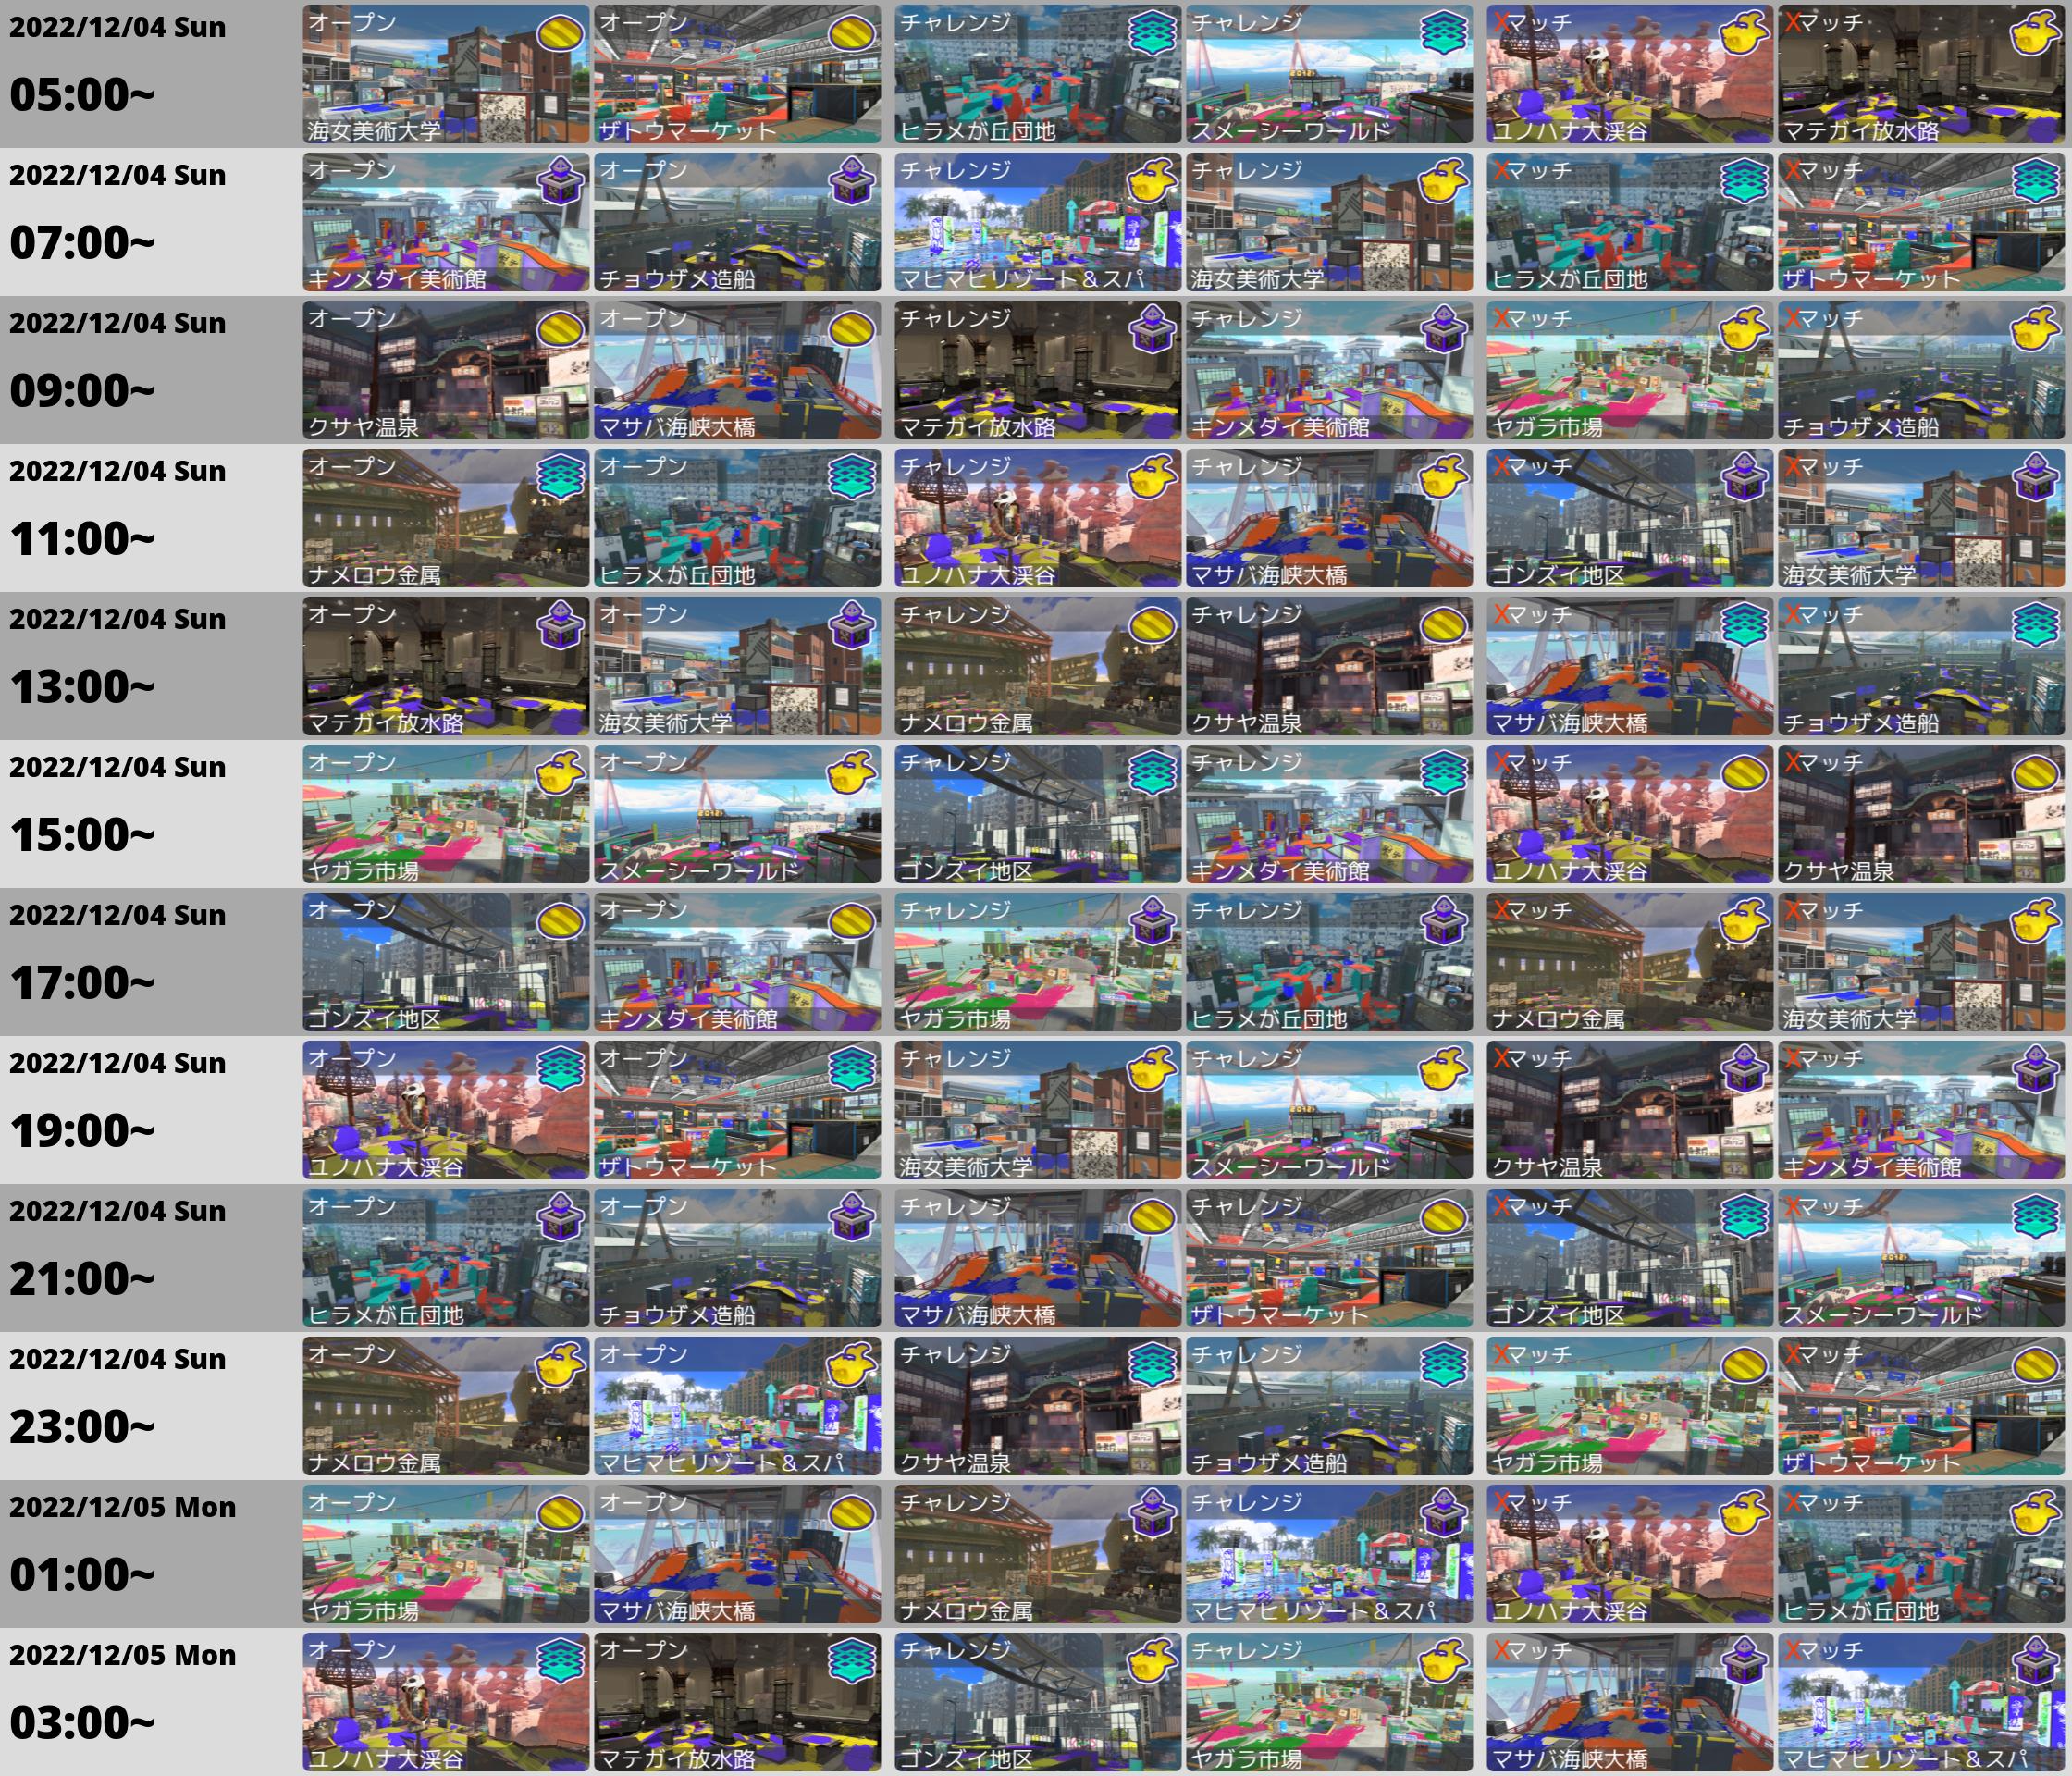 2022/12/04 Sun
05:00~
オープン
海女美術大学
オープン
ザトウマーケット
チャレンジ
ヒラメが丘団地
チャレンジ
スメーシーワールド
Xマッチ
ユノハナ大渓谷
Xマッチ
マテガイ放水路
2022/12/04 Sun
07:00~
オープン
キンメダイ美術館
オープン
チョウザメ造船
チャレンジ
マヒマヒリゾート＆スパ
チャレンジ
海女美術大学
Xマッチ
ヒラメが丘団地
Xマッチ
ザトウマーケット
2022/12/04 Sun
09:00~
オープン
クサヤ温泉
オープン
マサバ海峡大橋
チャレンジ
マテガイ放水路
チャレンジ
キンメダイ美術館
Xマッチ
ヤガラ市場
Xマッチ
チョウザメ造船
2022/12/04 Sun
11:00~
オープン
ナメロウ金属
オープン
ヒラメが丘団地
チャレンジ
ユノハナ大渓谷
チャレンジ
マサバ海峡大橋
Xマッチ
ゴンズイ地区
Xマッチ
海女美術大学
2022/12/04 Sun
13:00~
オープン
マテガイ放水路
オープン
海女美術大学
チャレンジ
ナメロウ金属
チャレンジ
クサヤ温泉
Xマッチ
マサバ海峡大橋
Xマッチ
チョウザメ造船
2022/12/04 Sun
15:00~
オープン
ヤガラ市場
オープン
スメーシーワールド
チャレンジ
ゴンズイ地区
チャレンジ
キンメダイ美術館
Xマッチ
ユノハナ大渓谷
Xマッチ
クサヤ温泉
2022/12/04 Sun
17:00~
オープン
ゴンズイ地区
オープン
キンメダイ美術館
チャレンジ
ヤガラ市場
チャレンジ
ヒラメが丘団地
Xマッチ
ナメロウ金属
Xマッチ
海女美術大学
2022/12/04 Sun
19:00~
オープン
ユノハナ大渓谷
オープン
ザトウマーケット
チャレンジ
海女美術大学
チャレンジ
スメーシーワールド
Xマッチ
クサヤ温泉
Xマッチ
キンメダイ美術館
2022/12/04 Sun
21:00~
オープン
ヒラメが丘団地
オープン
チョウザメ造船
チャレンジ
マサバ海峡大橋
チャレンジ
ザトウマーケット
Xマッチ
ゴンズイ地区
Xマッチ
スメーシーワールド
2022/12/04 Sun
23:00~
オープン
ナメロウ金属
オープン
マヒマヒリゾート＆スパ
チャレンジ
クサヤ温泉
チャレンジ
チョウザメ造船
Xマッチ
ヤガラ市場
Xマッチ
ザトウマーケット
2022/12/05 Mon
01:00~
オープン
ヤガラ市場
オープン
マサバ海峡大橋
チャレンジ
ナメロウ金属
チャレンジ
マヒマヒリゾート＆スパ
Xマッチ
ユノハナ大渓谷
Xマッチ
ヒラメが丘団地
2022/12/05 Mon
03:00~
オープン
ユノハナ大渓谷
オープン
マテガイ放水路
チャレンジ
ゴンズイ地区
チャレンジ
ヤガラ市場
Xマッチ
マサバ海峡大橋
Xマッチ
マヒマヒリゾート＆スパ